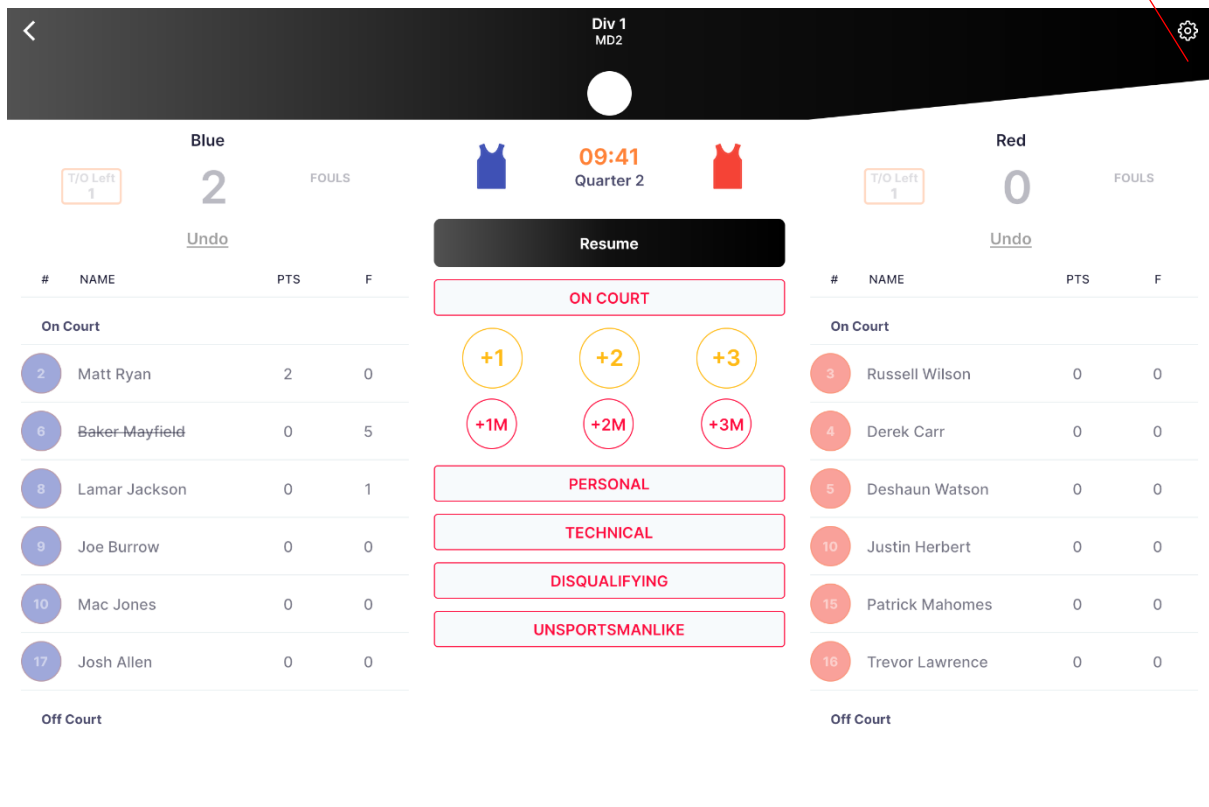 Div 1
MD2
Blue
T/O Left
1
2
FOULS
Undo
# NAME PTS F
On Court
2 Matt Ryan 2 0
6 Baker Mayfield 0 5
8 Lamar Jackson 0 1
9 Joe Burrow 0 0
10 Mac Jones 0 0
17 Josh Allen 0 0
Off Court
09:41
Quarter 2
Resume
ON COURT
+1 +2 +3
+1M +2M +3M
PERSONAL
TECHNICAL
DISQUALIFYING
UNSPORTSMANLIKE
Red
T/O Left
1
0
FOULS
Undo
# NAME PTS F
On Court
3 Russell Wilson 0 0
4 Derek Carr 0 0
5 Deshaun Watson 0 0
10 Justin Herbert 0 0
15 Patrick Mahomes 0 0
16 Trevor Lawrence 0 0
Off Court